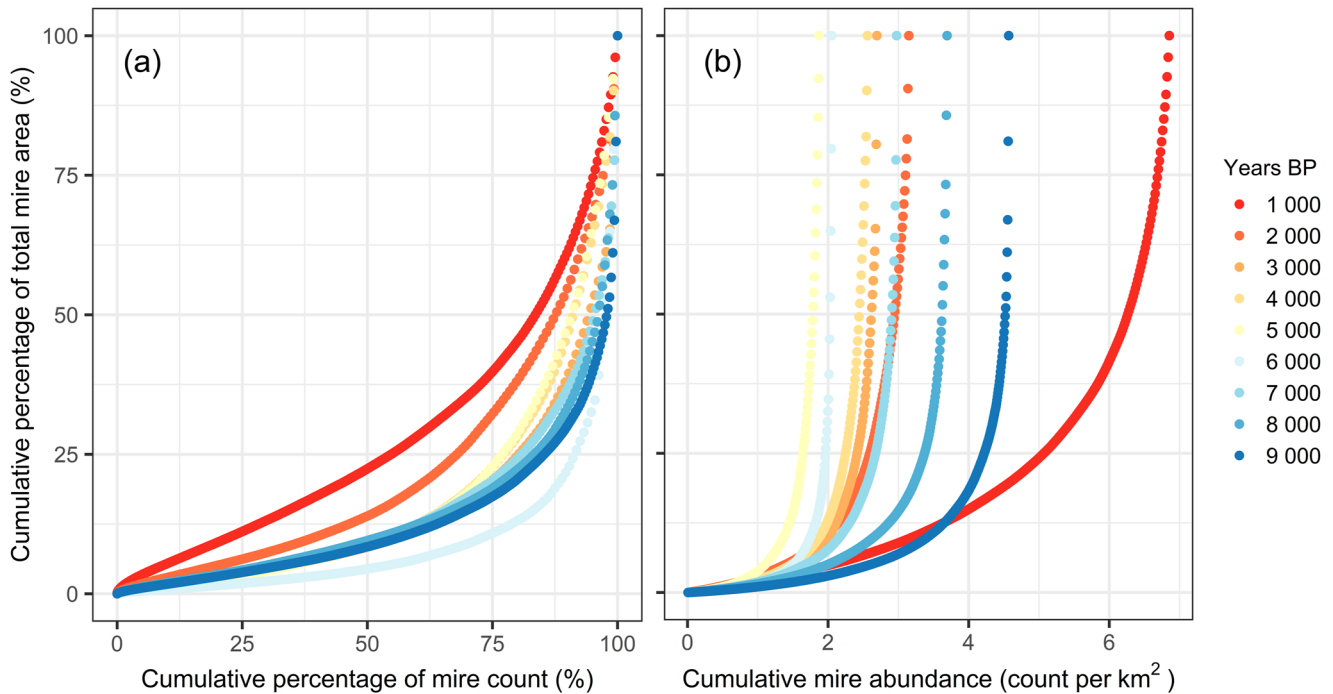 (a)
(b)
Cumulative percentage of total mire area (%)
100
75
50
25
0
0 25 50 75 100
Cumulative percentage of mire count (%)
0 2 4 6
Cumulative mire abundance (count per km²)
Years BP
1 000
2 000
3 000
4 000
5 000
6 000
7 000
8 000
9 000